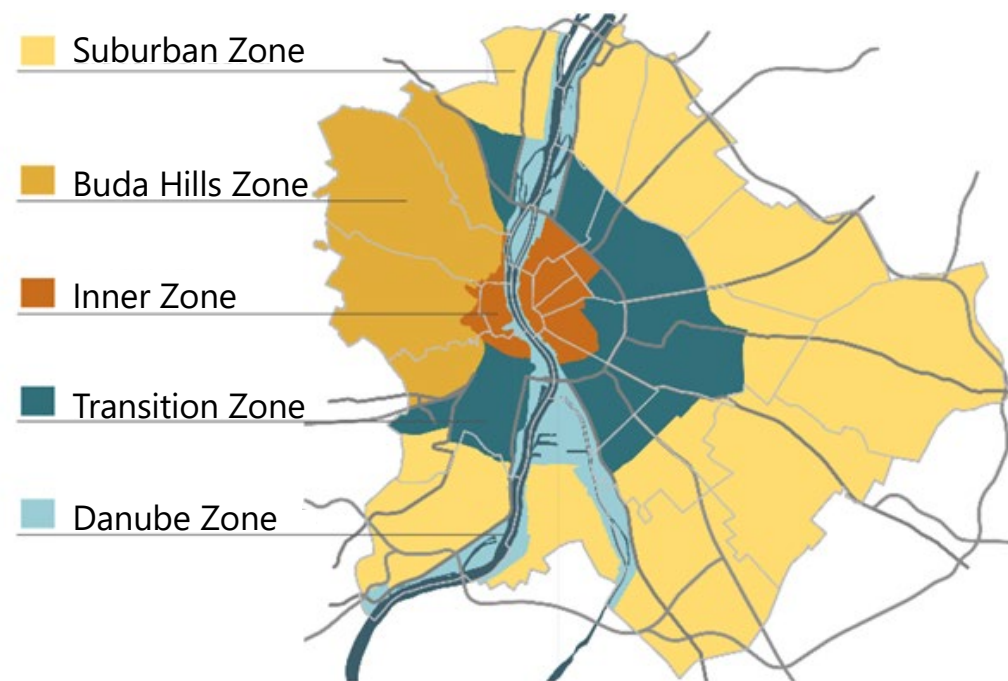 Suburban Zone
Buda Hills Zone
Inner Zone
Transition Zone
Danube Zone